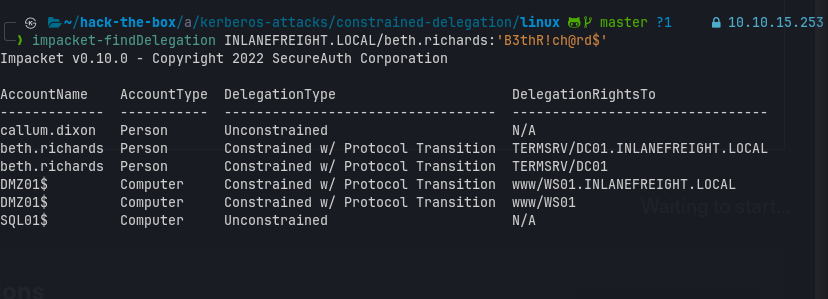 ~/hack-the-box/a/kerberos-attacks/constrained-delegation/linux master ?1 10.10.15.253
❯ impacket-findDelegation INLANEFREIGHT.LOCAL/beth.richards:'B3thR!ch@rd$'
Impacket v0.10.0 - Copyright 2022 SecureAuth Corporation
AccountName AccountType DelegationType DelegationRightsTo
------------- ----------- ---------------------------------- --------------------------------
callum.dixon Person Unconstrained N/A
beth.richards Person Constrained w/ Protocol Transition TERMSRV/DC01.INLANEFREIGHT.LOCAL
beth.richards Person Constrained w/ Protocol Transition TERMSRV/DC01
DMZ01$ Computer Constrained w/ Protocol Transition www/WS01.INLANEFREIGHT.LOCAL
DMZ01$ Computer Constrained w/ Protocol Transition www/WS01
SQL01$ Computer Unconstrained N/A
Waiting to start...
ons